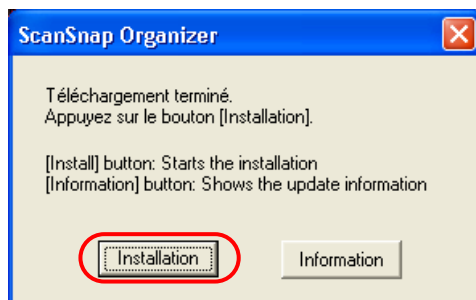 ScanSnap Organizer
Téléchargement terminé.
Appuyez sur le bouton [Installation].
[Install] button: Starts the installation
[Information] button: Shows the update information
Installation
Information